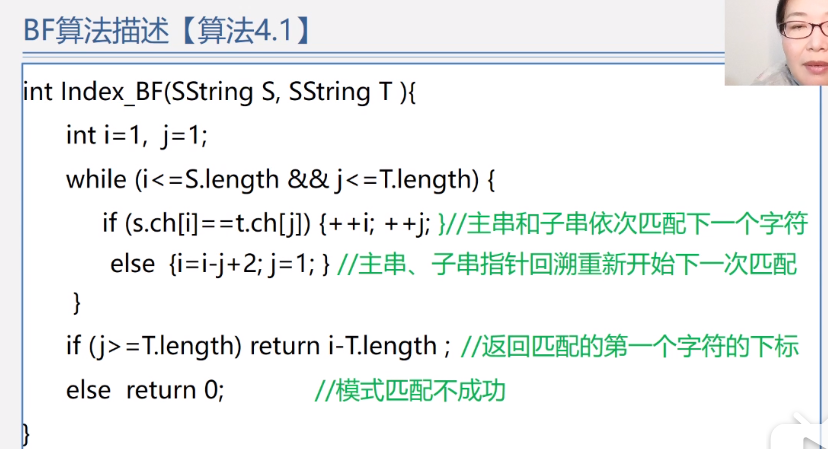 BF算法描述【算法4.1】
int Index_BF(SString S, SString T ){
int i=1, j=1;
while (i<=S.length && j<=T.length) {
if (s.ch[i]==t.ch[j]) {++i; ++j; }//主串和子串依次匹配下一个字符
else {i=i-j+2; j=1; } //主串、子串指针回溯重新开始下一次匹配
}
if (j>=T.length) return i-T.length ; //返回匹配的第一个字符的下标
else return 0; //模式匹配不成功
}